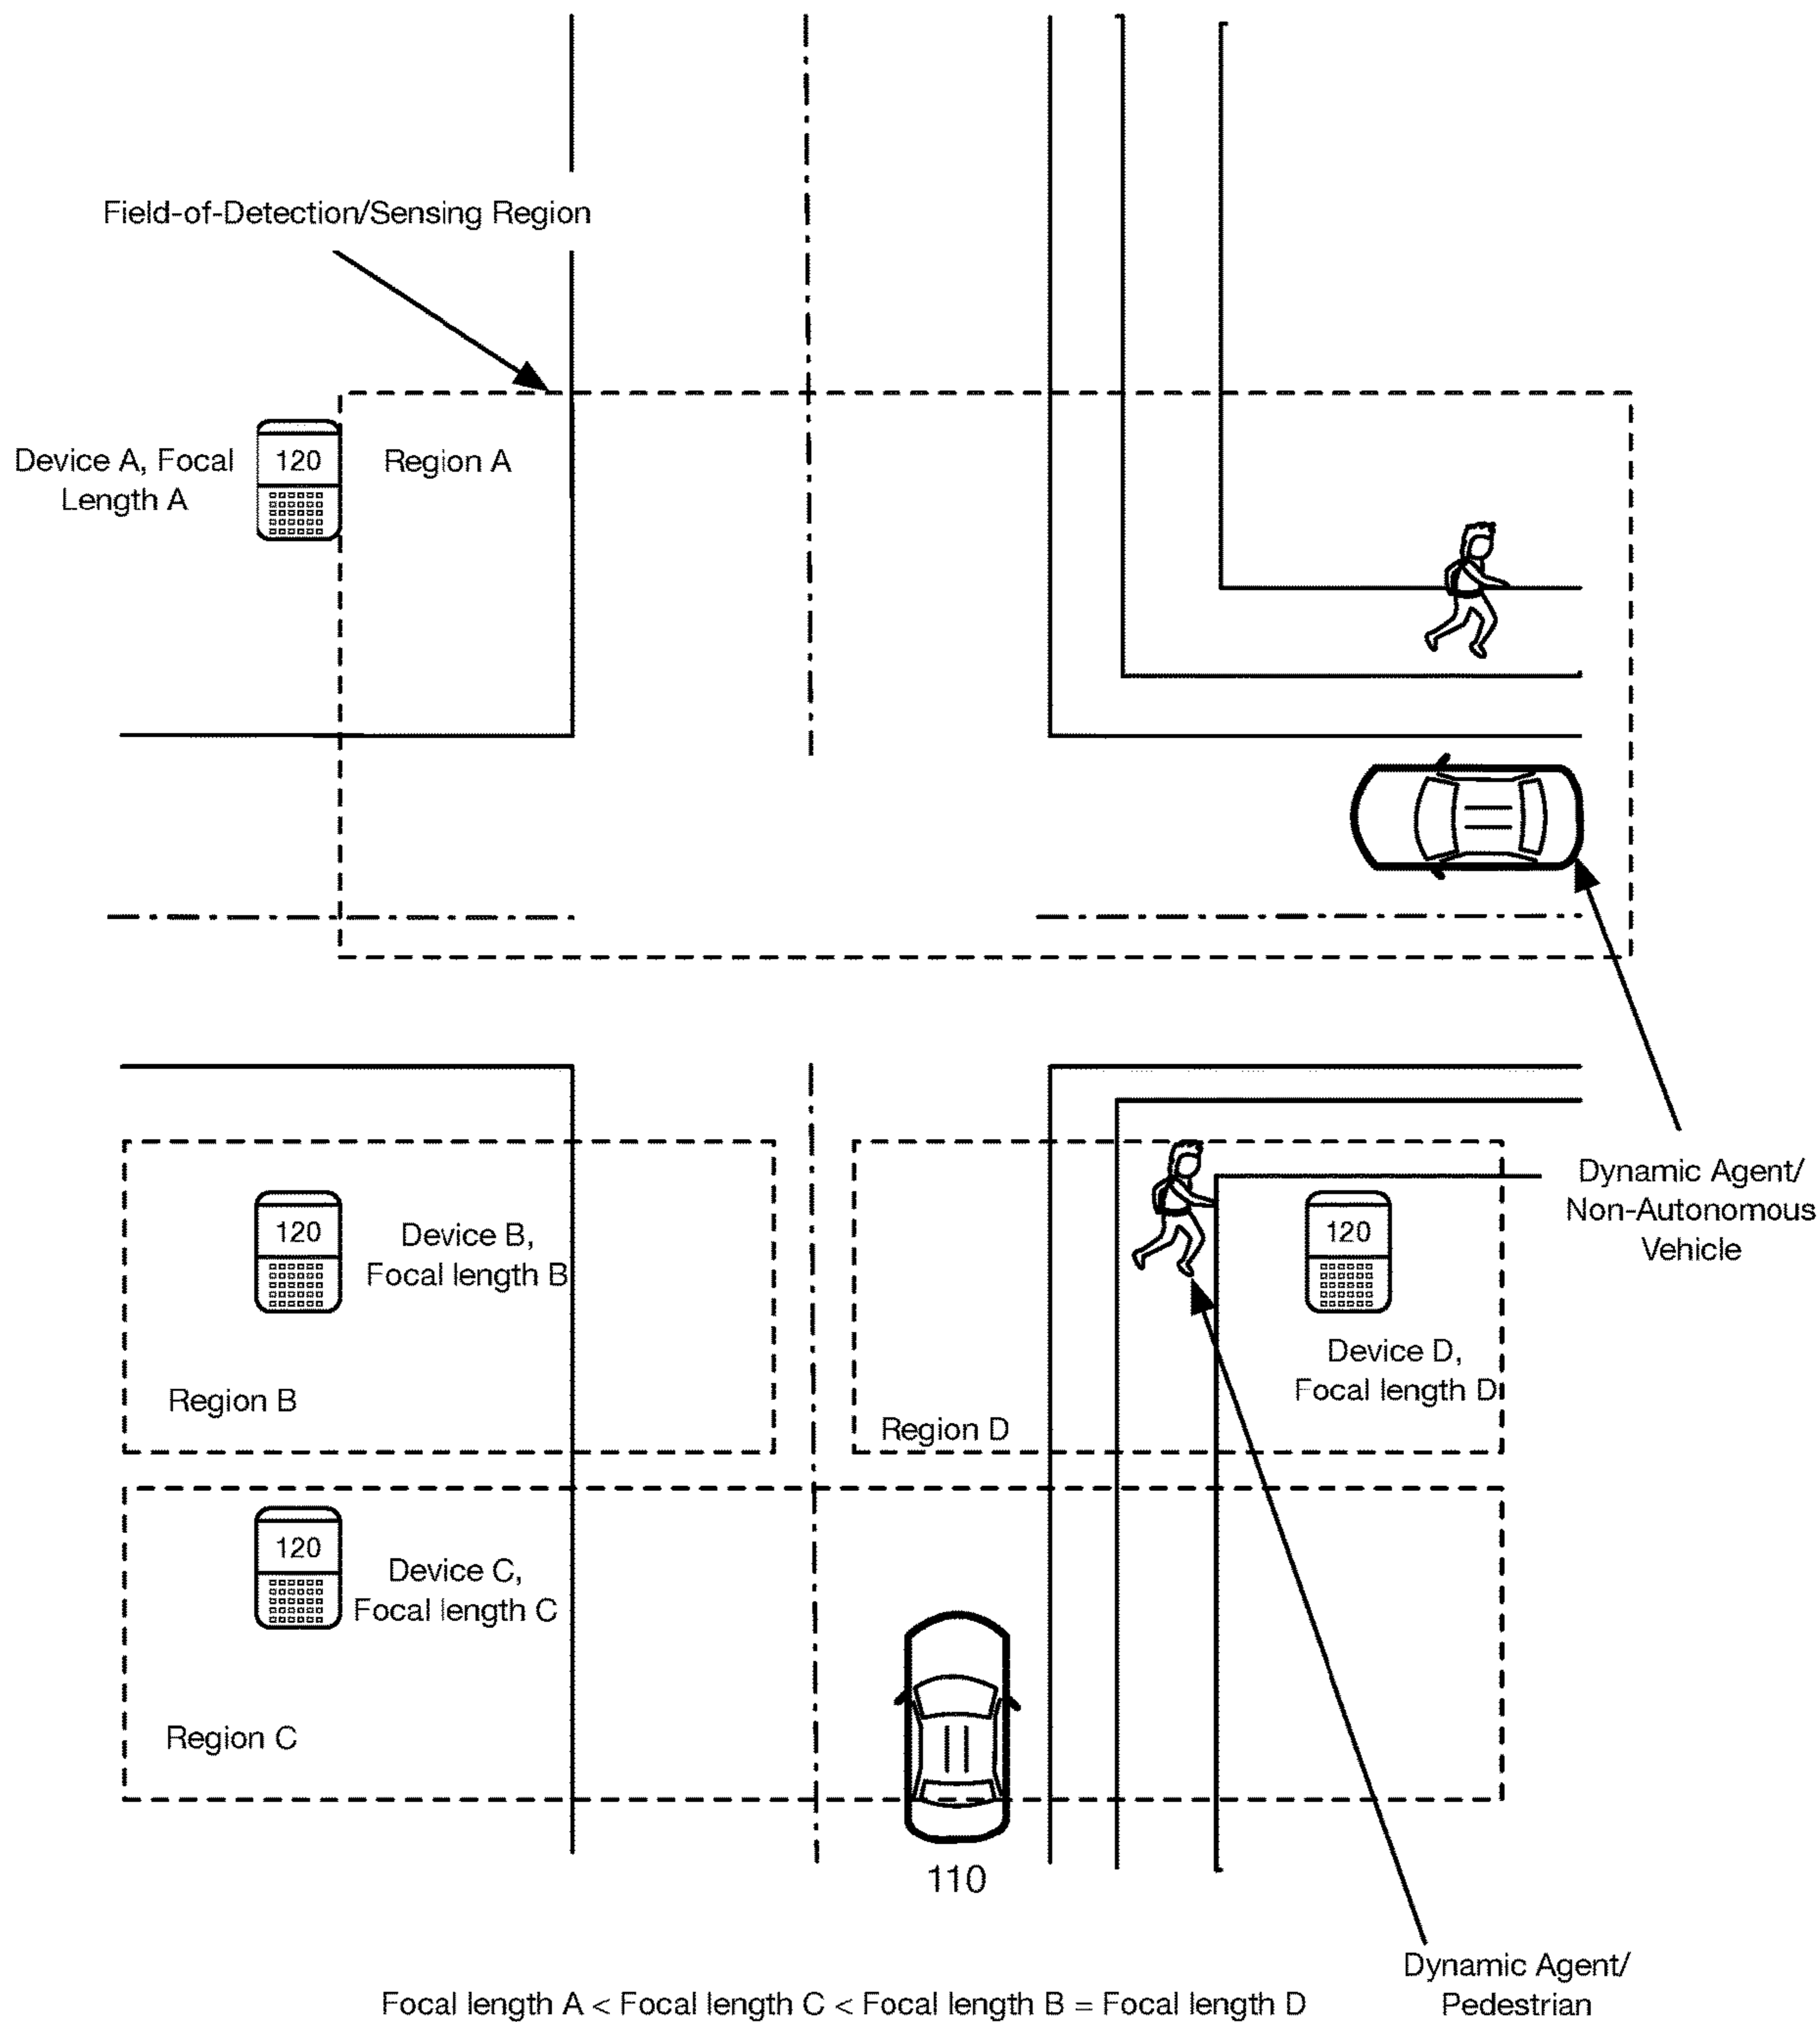 Field-of-Detection/Sensing Region
Device A, Focal
Length A
120
Region A
120
Device B,
Focal length B
Region B
120
Device D,
Focal length D
Region D
Dynamic Agent/
Non-Autonomous
Vehicle
120
Device C,
Focal length C
Region C
110
Dynamic Agent/
Pedestrian
Focal length A < Focal length C < Focal length B = Focal length D